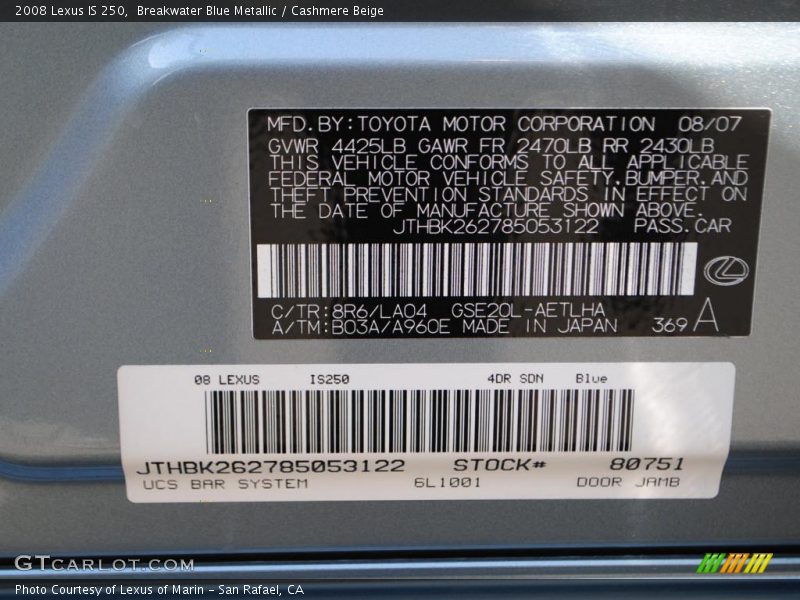 2008 Lexus IS 250,  Breakwater Blue Metallic / Cashmere Beige
MFD. BY: TOYOTA MOTOR CORPORATION 08/07
GVWR 4425LB GAWR FR 2470LB RR 2430LB
THIS VEHICLE CONFORMS TO ALL APPLICABLE
FEDERAL MOTOR VEHICLE SAFETY, BUMPER, AND
THEFT PREVENTION STANDARDS IN EFFECT ON
THE DATE OF MANUFACTURE SHOWN ABOVE.
JTHBK262785053122 PASS. CAR
C/TR: 8R6/LA04 GSE20L-AETLHA
A/TM: B03A/A960E MADE IN JAPAN 369 A
08 LEXUS IS250 4DR SDN Blue
JTHBK262785053122 STOCK# 80751
UCS BAR SYSTEM 6L1001 DOOR JAMB
GTCARLOT.COM
Photo Courtesy of Lexus of Marin - San Rafael, CA